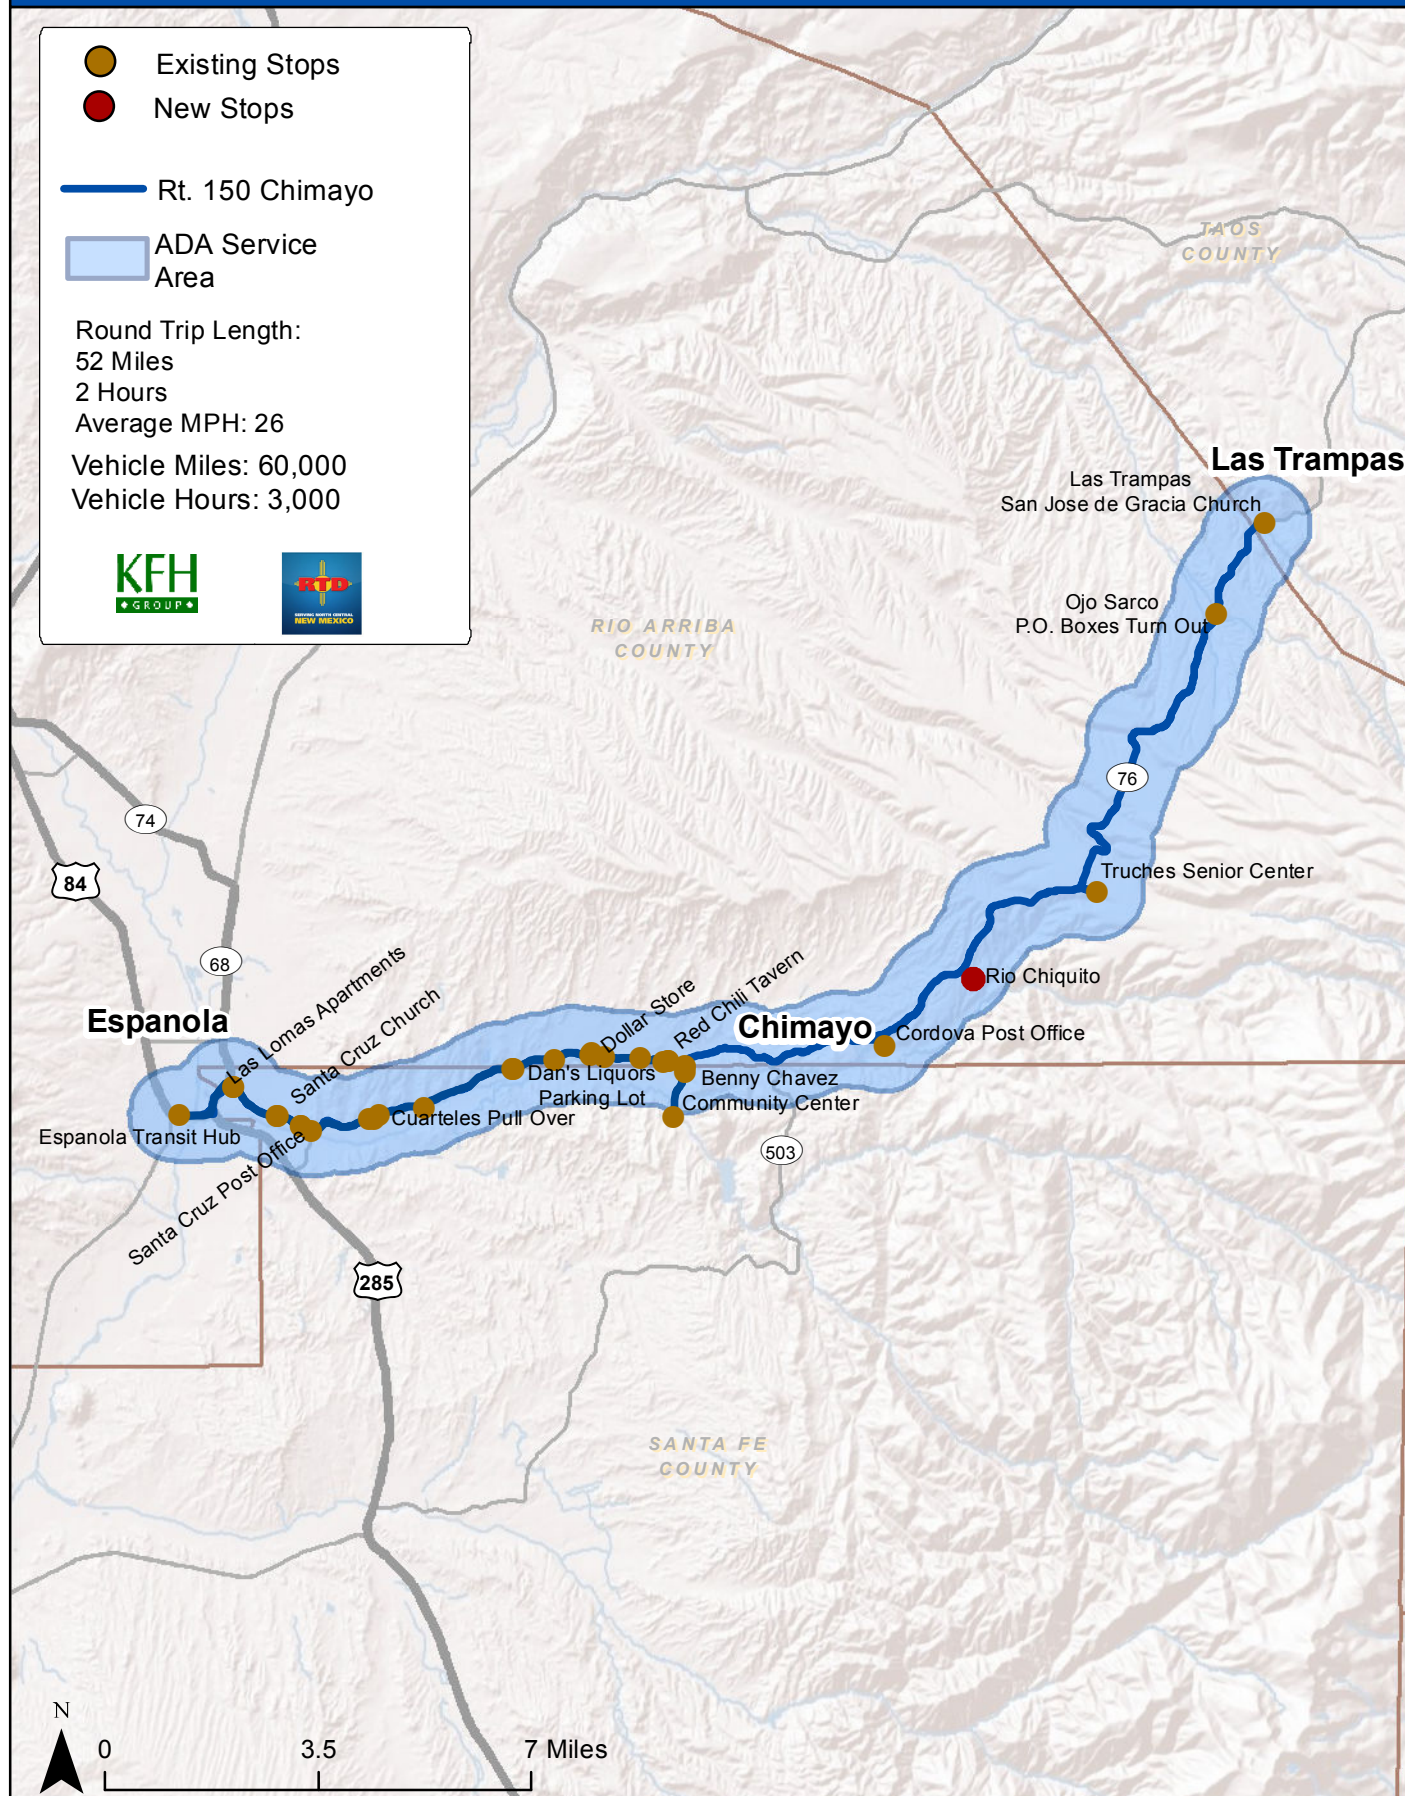 Existing Stops
New Stops
Rt. 150 Chimayo
ADA Service
Area
Round Trip Length:
52 Miles
2 Hours
Average MPH: 26
Vehicle Miles: 60,000
Vehicle Hours: 3,000
KFH
GROUP
RTD
SERVING NORTH CENTRAL
NEW MEXICO
TAOS
COUNTY
Las Trampas
Las Trampas
San Jose de Gracia Church
Ojo Sarco
P.O. Boxes Turn Out
RIO ARRIBA
COUNTY
76
74
84
Truches Senior Center
68
Rio Chiquito
Las Lomas Apartments
Santa Cruz Church
Dollar Store
Red Chili Tavern
Espanola
Chimayo
Cordova Post Office
Dan's Liquors
Parking Lot
Benny Chavez
Community Center
Cuarteles Pull Over
Espanola Transit Hub
Santa Cruz Post Office
503
285
SANTA FE
COUNTY
N
0 3.5 7 Miles